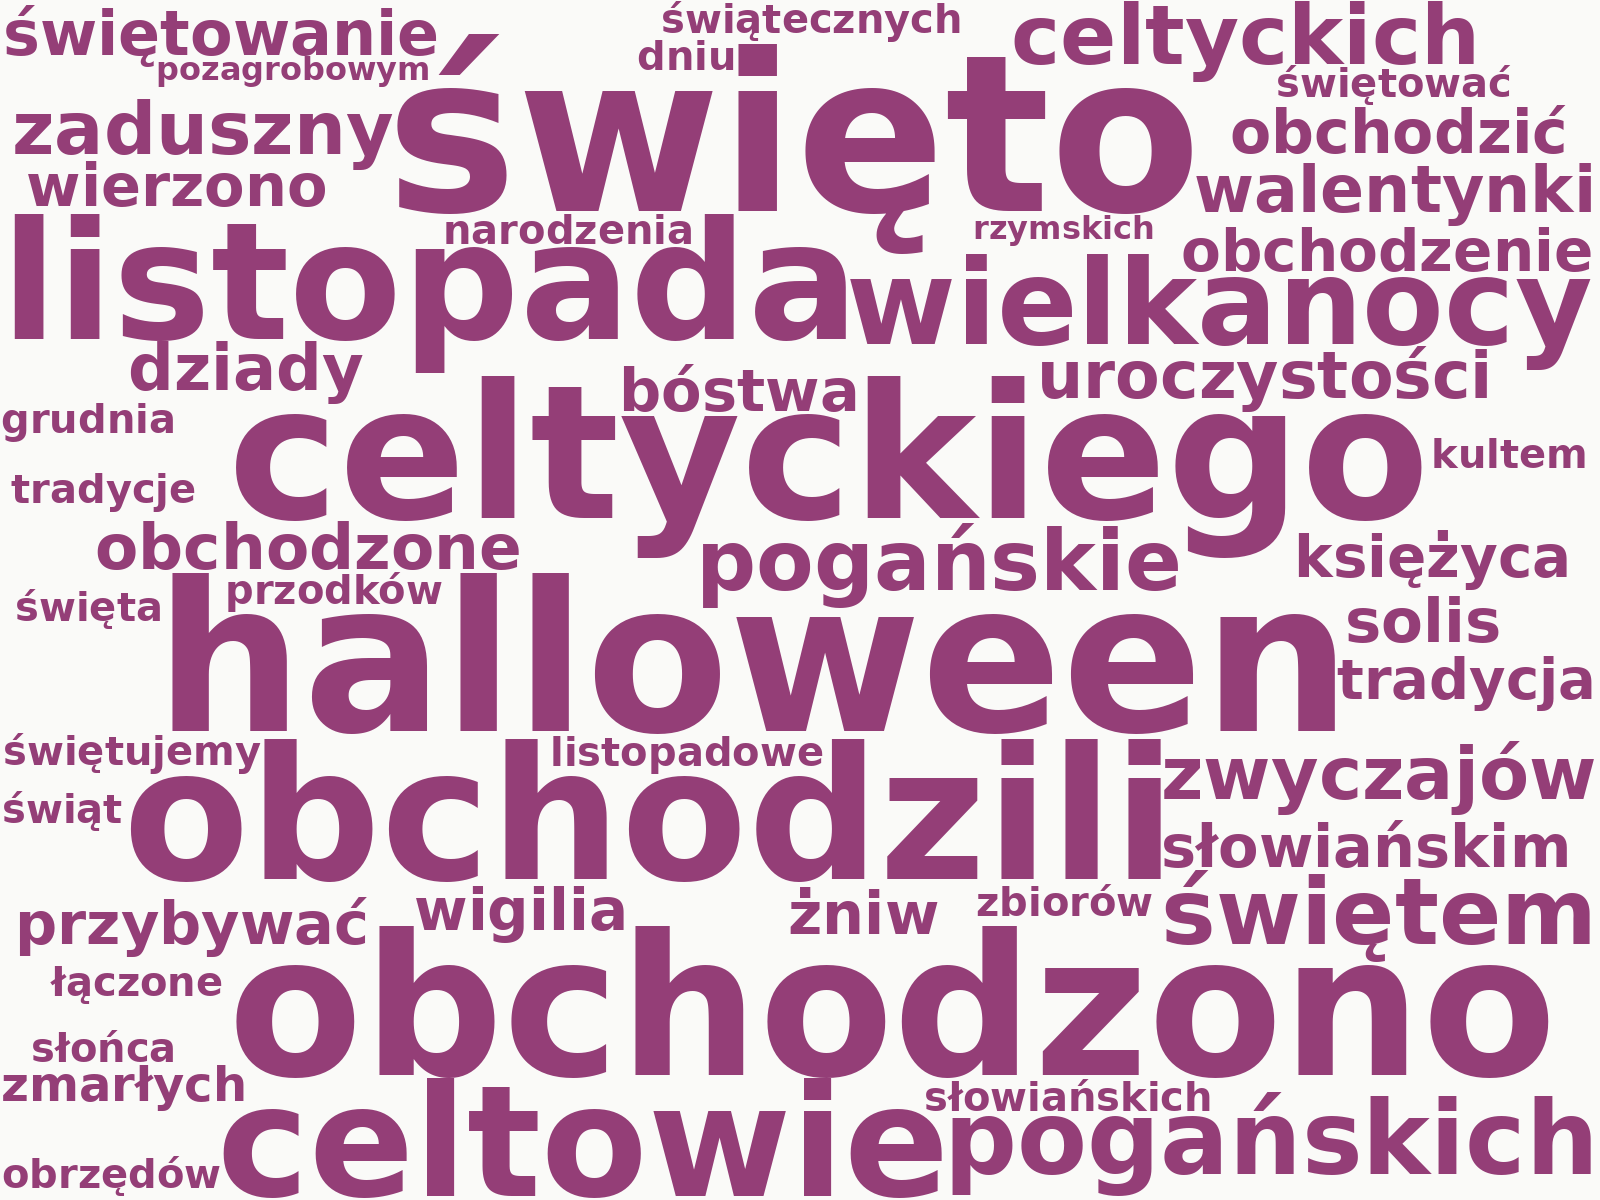 świętowanie
świątecznych
celtyckich
pozagrobowym
dniu
święto
świętować
zaduszny
obchodzić
wierzono
walentynki
listopada
narodzenia
rzymskich
obchodzenie
wielkanocy
dziady
bóstwa
uroczystości
grudnia
celtyckiego
kultem
tradycje
obchodzone
pogańskie
księżyca
święta
przodków
halloween
solis
tradycja
świętujemy
listopadowe
zwyczajów
świąt
obchodzili
słowiańskim
przybywać
wigilia
żniw
zbiorów
świętem
łączone
obchodzono
słońca
zmarłych
celtowie
słowiańskich
pogańskich
obrzędów